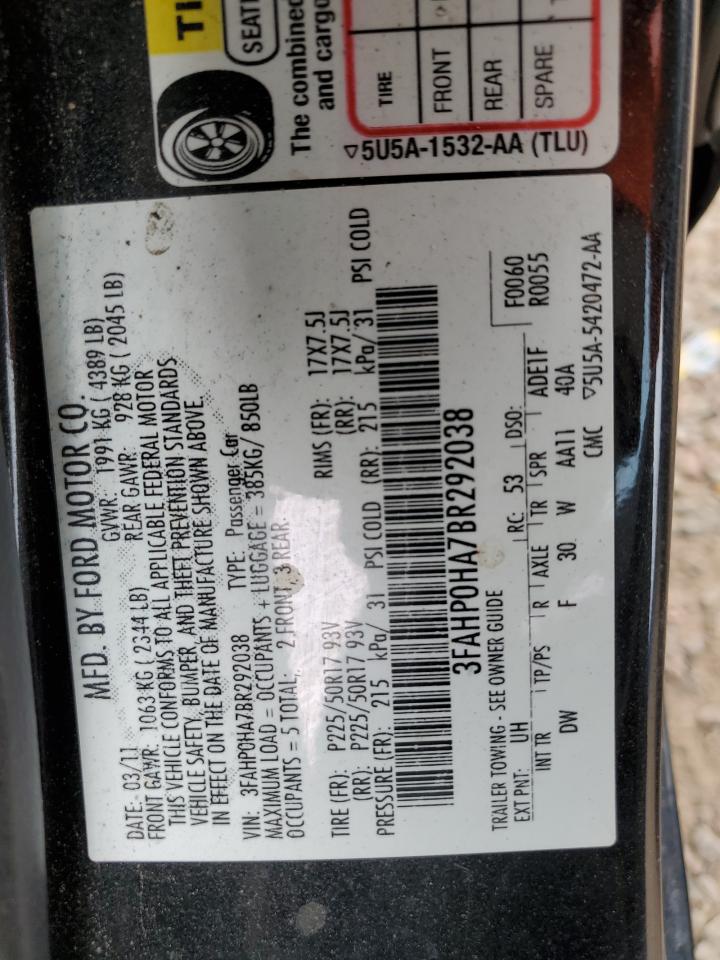 TI
SEATI
The combined
and cargo
TIRE
FRONT
REAR
SPARE
▽5U5A-1532-AA (TLU)
MFD. BY FORD MOTOR CO.
DATE: 03/11 GVWR: 1991 KG ( 4389 LB)
FRONT GAWR: 1063 KG ( 2344 LB) REAR GAWR: 928 KG ( 2045 LB)
THIS VEHICLE CONFORMS TO ALL APPLICABLE FEDERAL MOTOR
VEHICLE SAFETY, BUMPER, AND THEFT PREVENTION STANDARDS
IN EFFECT ON THE DATE OF MANUFACTURE SHOWN ABOVE.
VIN: 3FAHP0HA7BR292038 TYPE: Passenger Car
MAXIMUM LOAD = OCCUPANTS + LUGGAGE = 385KG/ 850LB
OCCUPANTS = 5 TOTAL; 2 FRONT, 3 REAR.
TIRE (FR): P225/50R17 93V RIMS (FR): 17X7.5J
(RR): P225/50R17 93V (RR): 17X7.5J
PRESSURE (FR): 215 kPa/ 31 PSI COLD (RR): 215 kPa/ 31 PSI COLD
3FAHP0HA7BR292038
TRAILER TOWING - SEE OWNER GUIDE F0060
EXT PNT: UH RC: 53 DSO: R0055
INT TR TP/PS R AXLE TR SPR ADE1F
DW F 30 W AA11 40A
CMC ▽5U5A-5420472-AA